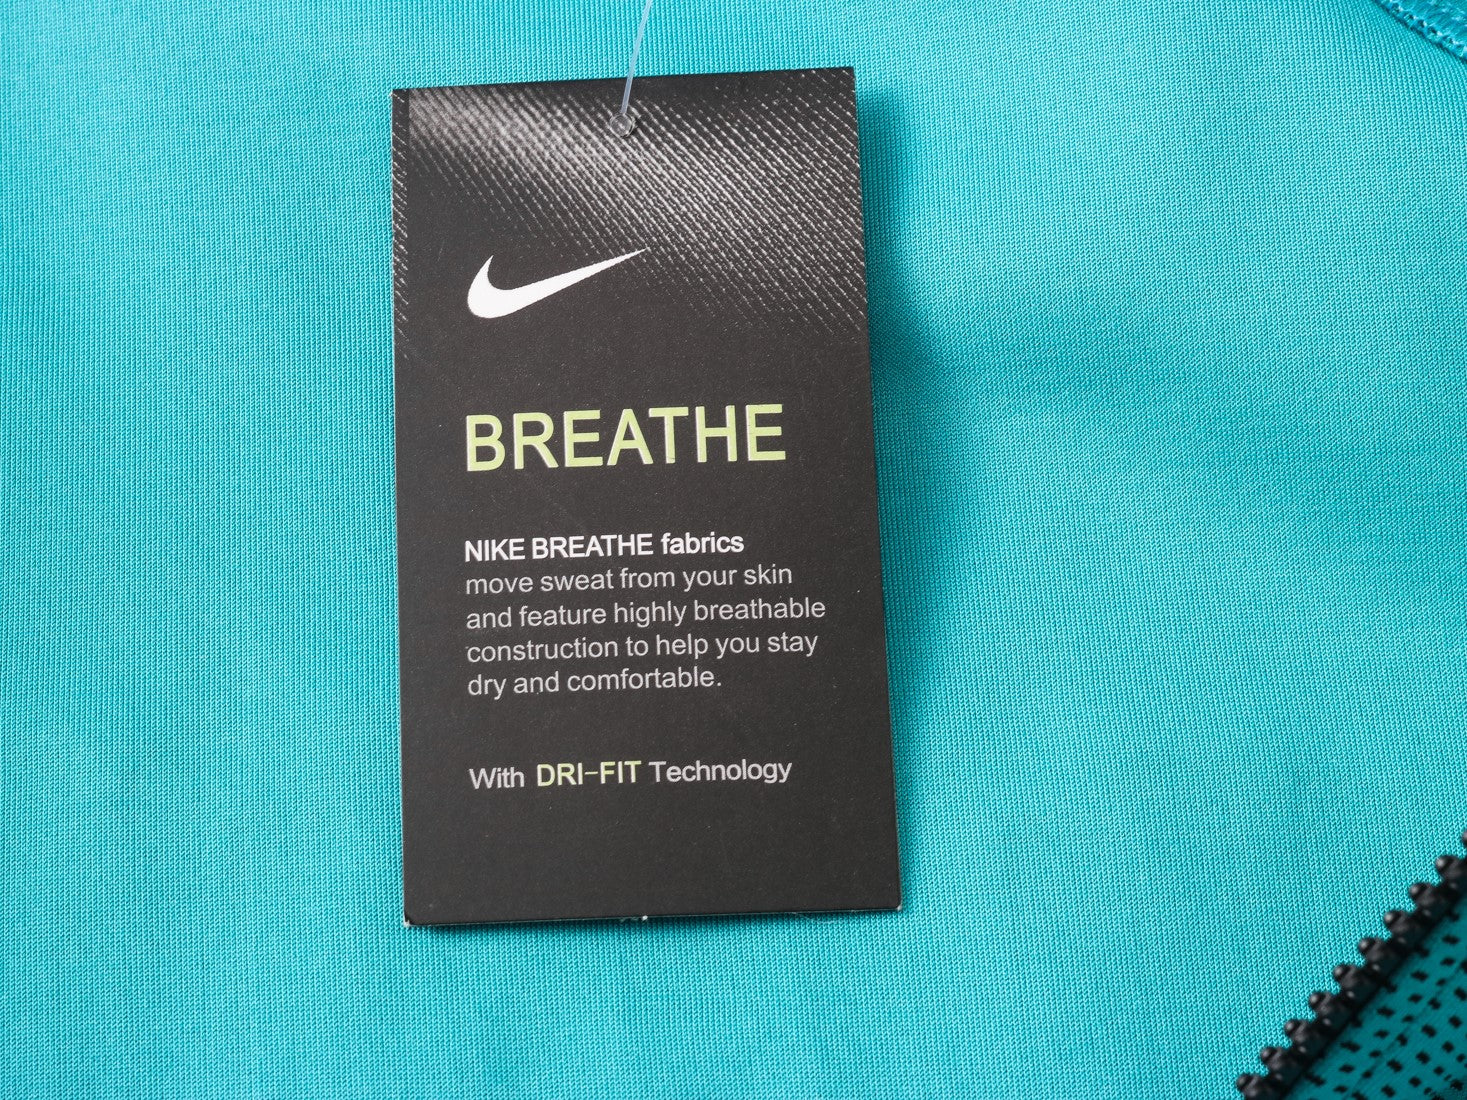 BREATHE
NIKE BREATHE fabrics
move sweat from your skin
and feature highly breathable
construction to help you stay
dry and comfortable.
With DRI-FIT Technology